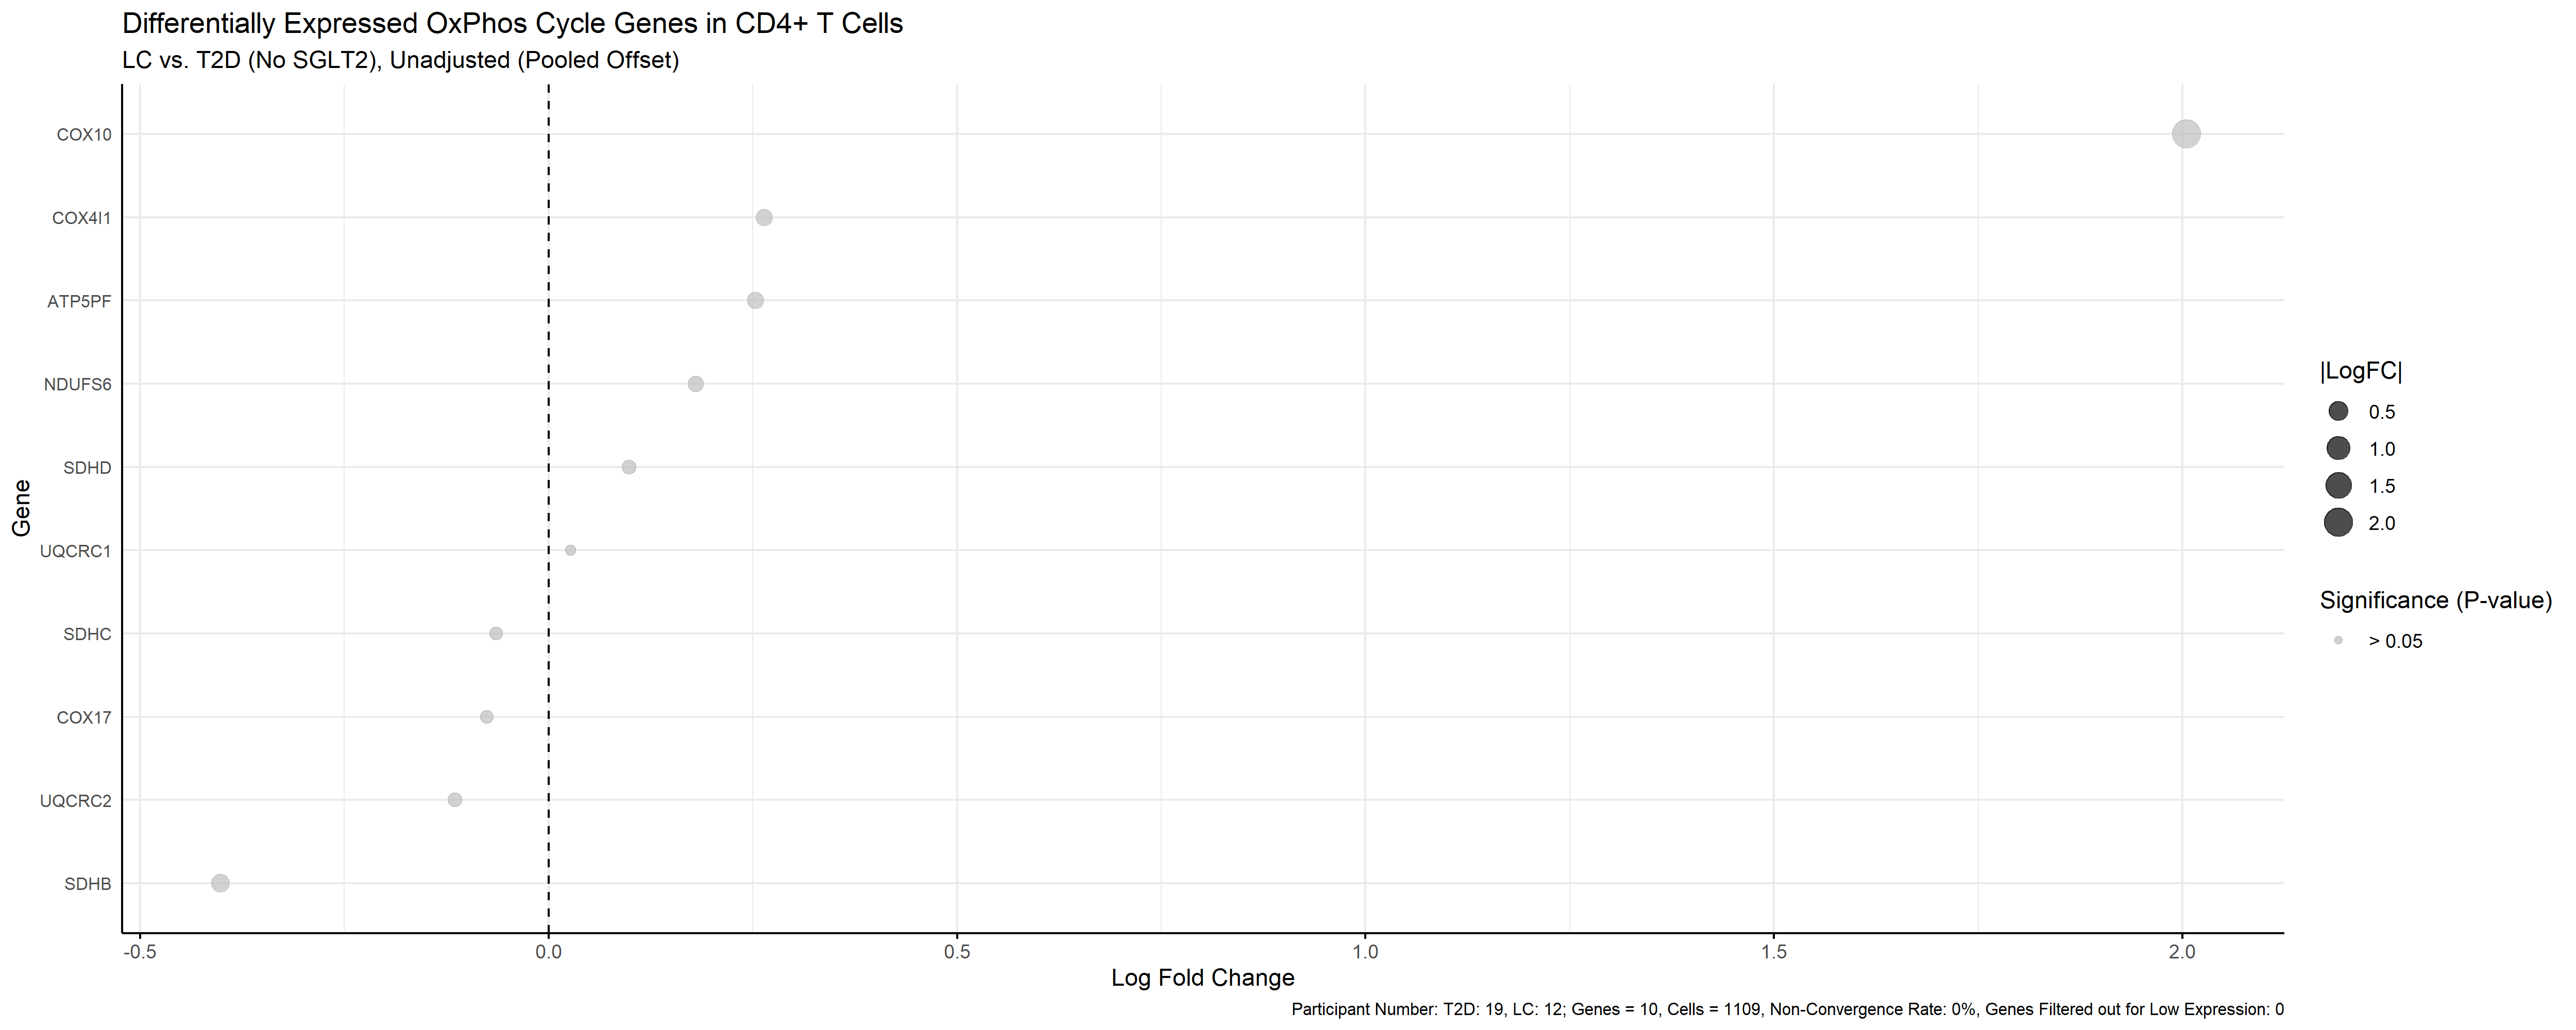 Differentially Expressed OxPhos Cycle Genes in CD4+ T Cells
LC vs. T2D (No SGLT2), Unadjusted (Pooled Offset)
Gene
COX10
COX4I1
ATP5PF
NDUFS6
SDHD
UQCRC1
SDHC
COX17
UQCRC2
SDHB
-0.5 0.0 0.5 1.0 1.5 2.0
Log Fold Change
|LogFC|
0.5
1.0
1.5
2.0
Significance (P-value)
> 0.05
Participant Number: T2D: 19, LC: 12; Genes = 10, Cells = 1109, Non-Convergence Rate: 0%, Genes Filtered out for Low Expression: 0